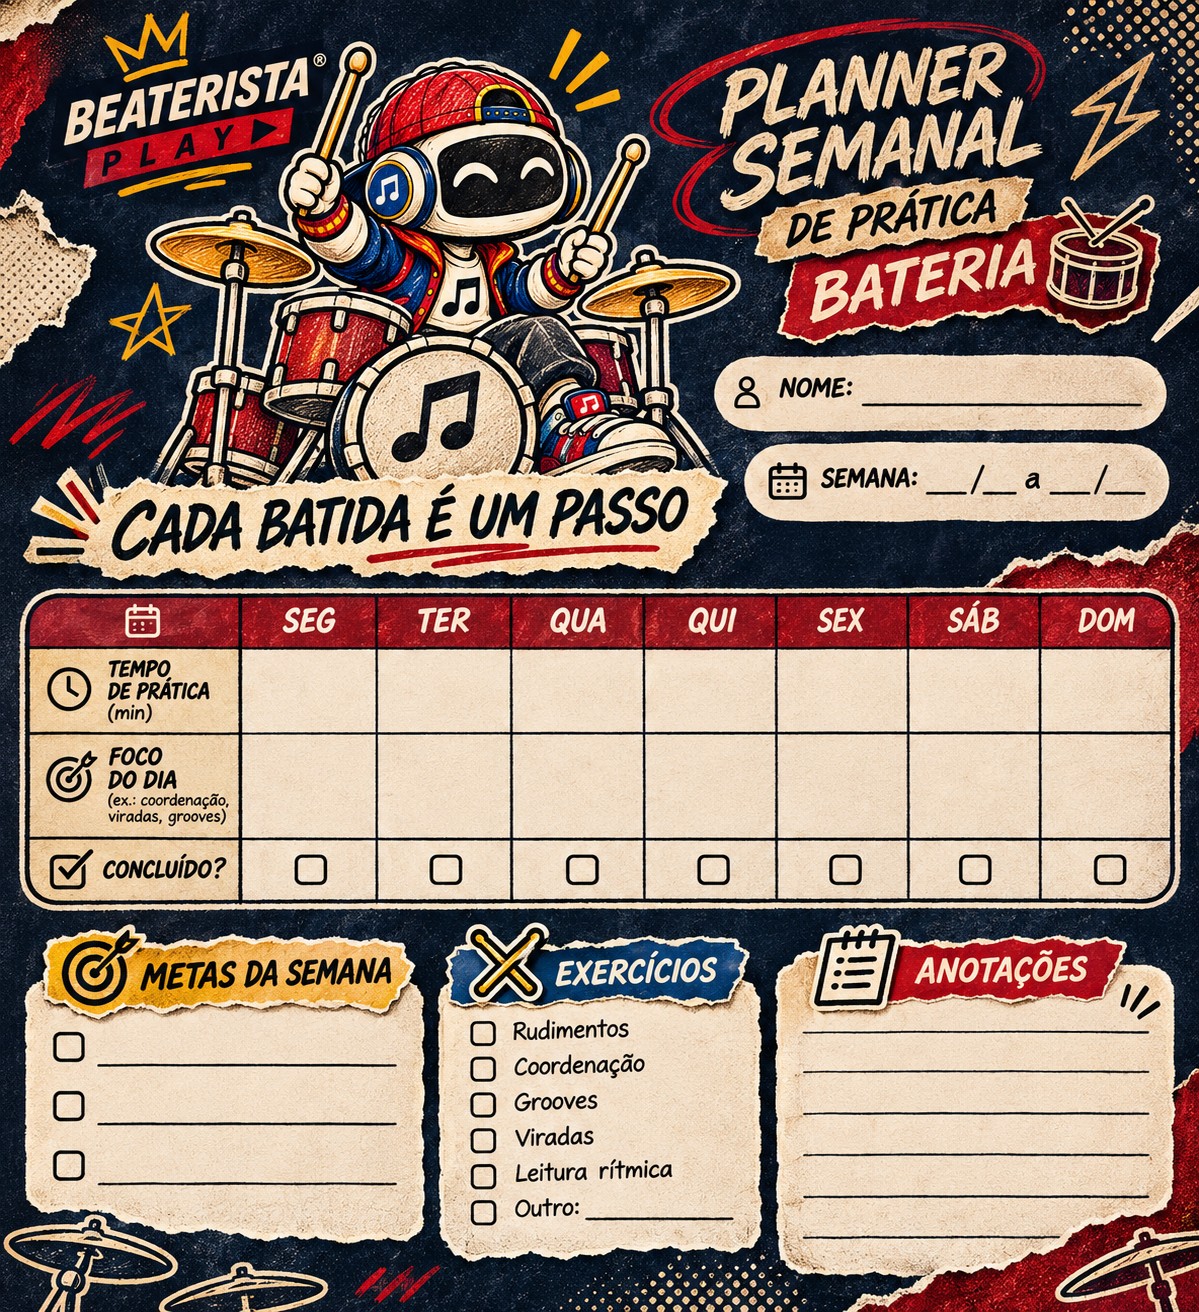 BEATERISTA®
PLAY
PLANNER
SEMANAL
DE PRÁTICA
BATERIA
NOME: ____________________
SEMANA: __/__ a __/__
CADA BATIDA É UM PASSO
SEG TER QUA QUI SEX SÁB DOM
TEMPO
DE PRÁTICA
(min)
FOCO
DO DIA
(ex.: coordenação,
viradas, grooves)
CONCLUÍDO?
METAS DA SEMANA
EXERCÍCIOS
Rudimentos
Coordenação
Grooves
Viradas
Leitura rítmica
Outro: __________
ANOTAÇÕES